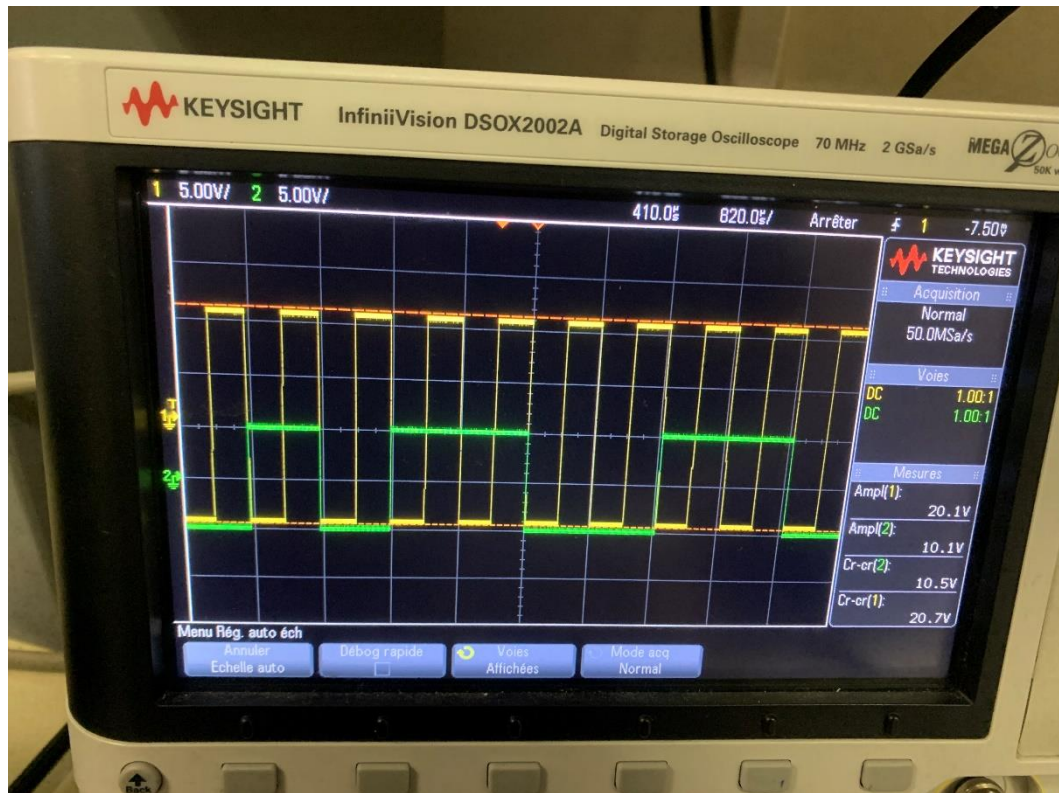 KEYSIGHT InfiniiVision DSOX2002A Digital Storage Oscilloscope 70 MHz 2 GSa/s MEGA
50K
1 5.00V/ 2 5.00V/ 410.0µs 820.0µs/ Arrêter 1 -7.50V
KEYSIGHT
TECHNOLOGIES
Acquisition
Normal
50.0MSa/s
Voies
DC 1.00:1
DC 1.00:1
Mesures
Ampl(1):
20.1V
Ampl(2):
10.1V
Cr-cr(2):
10.5V
Cr-cr(1):
20.7V
T
1
2
Menu Rég. auto éch
Annuler
Echelle auto
Débog rapide
Voies
Affichées
Mode acq
Normal
Back